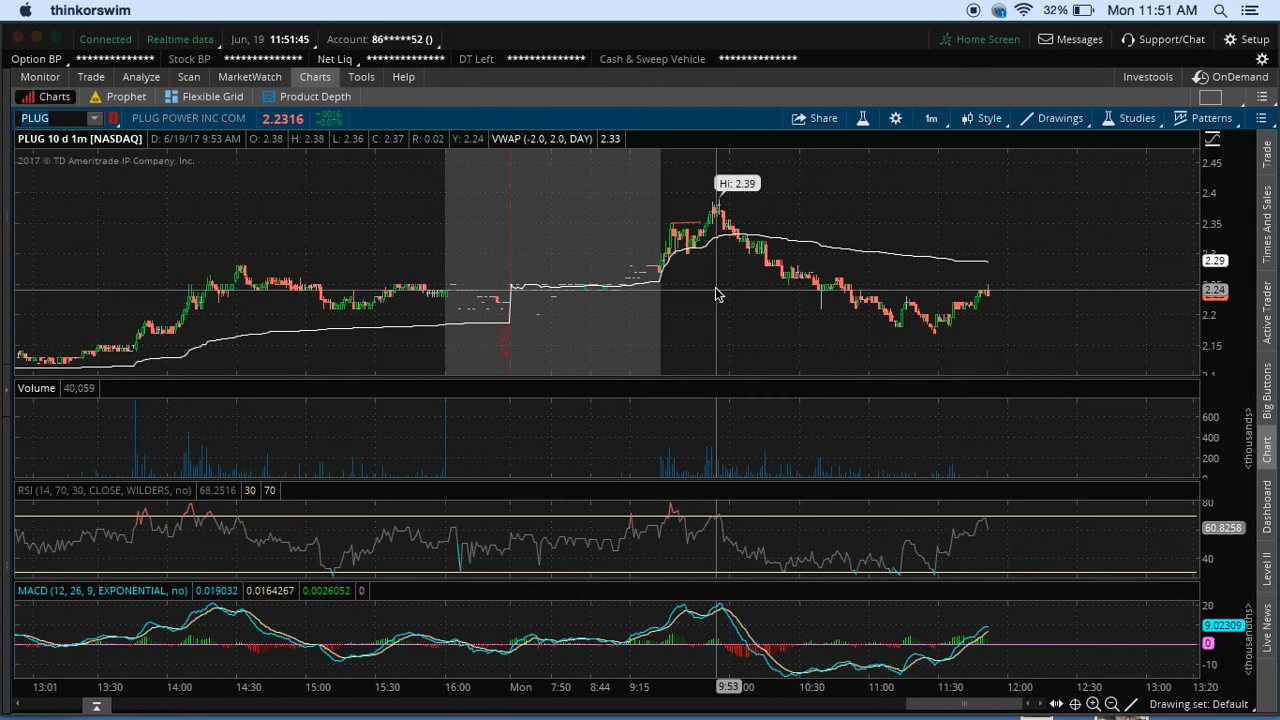 thinkorswim 32% Mon 11:51 AM
Connected Realtime data Jun, 19 11:51:45 Account: 86*****52 () Home Screen Messages Support/Chat Setup
Option BP ************** Stock BP ************** Net Liq ************** DT Left ************** Cash & Sweep Vehicle **************
Monitor Trade Analyze Scan MarketWatch Charts Tools Help Investools OnDemand
Charts Prophet Flexible Grid Product Depth
PLUG PLUG POWER INC COM 2.2316 +.0016 +0.07% Share 1m Style Drawings Studies Patterns
PLUG 10 d 1m [NASDAQ] D: 6/19/17 9:53 AM O: 2.38 H: 2.38 L: 2.36 C: 2.37 R: 0.02 Y: 2.24 VWAP (-2.0, 2.0, DAY) 2.33
2017 © TD Ameritrade IP Company, Inc.
Hi: 2.39
2.45
2.4
2.35
2.3
2.29
2.24
2.2
2.15
2.1
Volume 40,059
600
400
200
<thousands>
RSI (14, 70, 30, CLOSE, WILDERS, no) 68.2516 30 70
80
60.8258
40
MACD (12, 26, 9, EXPONENTIAL, no) 0.019032 0.0164267 0.0026052 0
20
9.02309
0
-10
<thousandths>
13:01 13:30 14:00 14:30 15:00 15:30 16:00 Mon 7:50 8:44 9:15 9:53 :00 10:30 11:00 11:30 12:00 12:30 13:00 13:20
Drawing set: Default
Trade
Times And Sales
Active Trader
Big Buttons
Chart
Dashboard
Level II
Live News